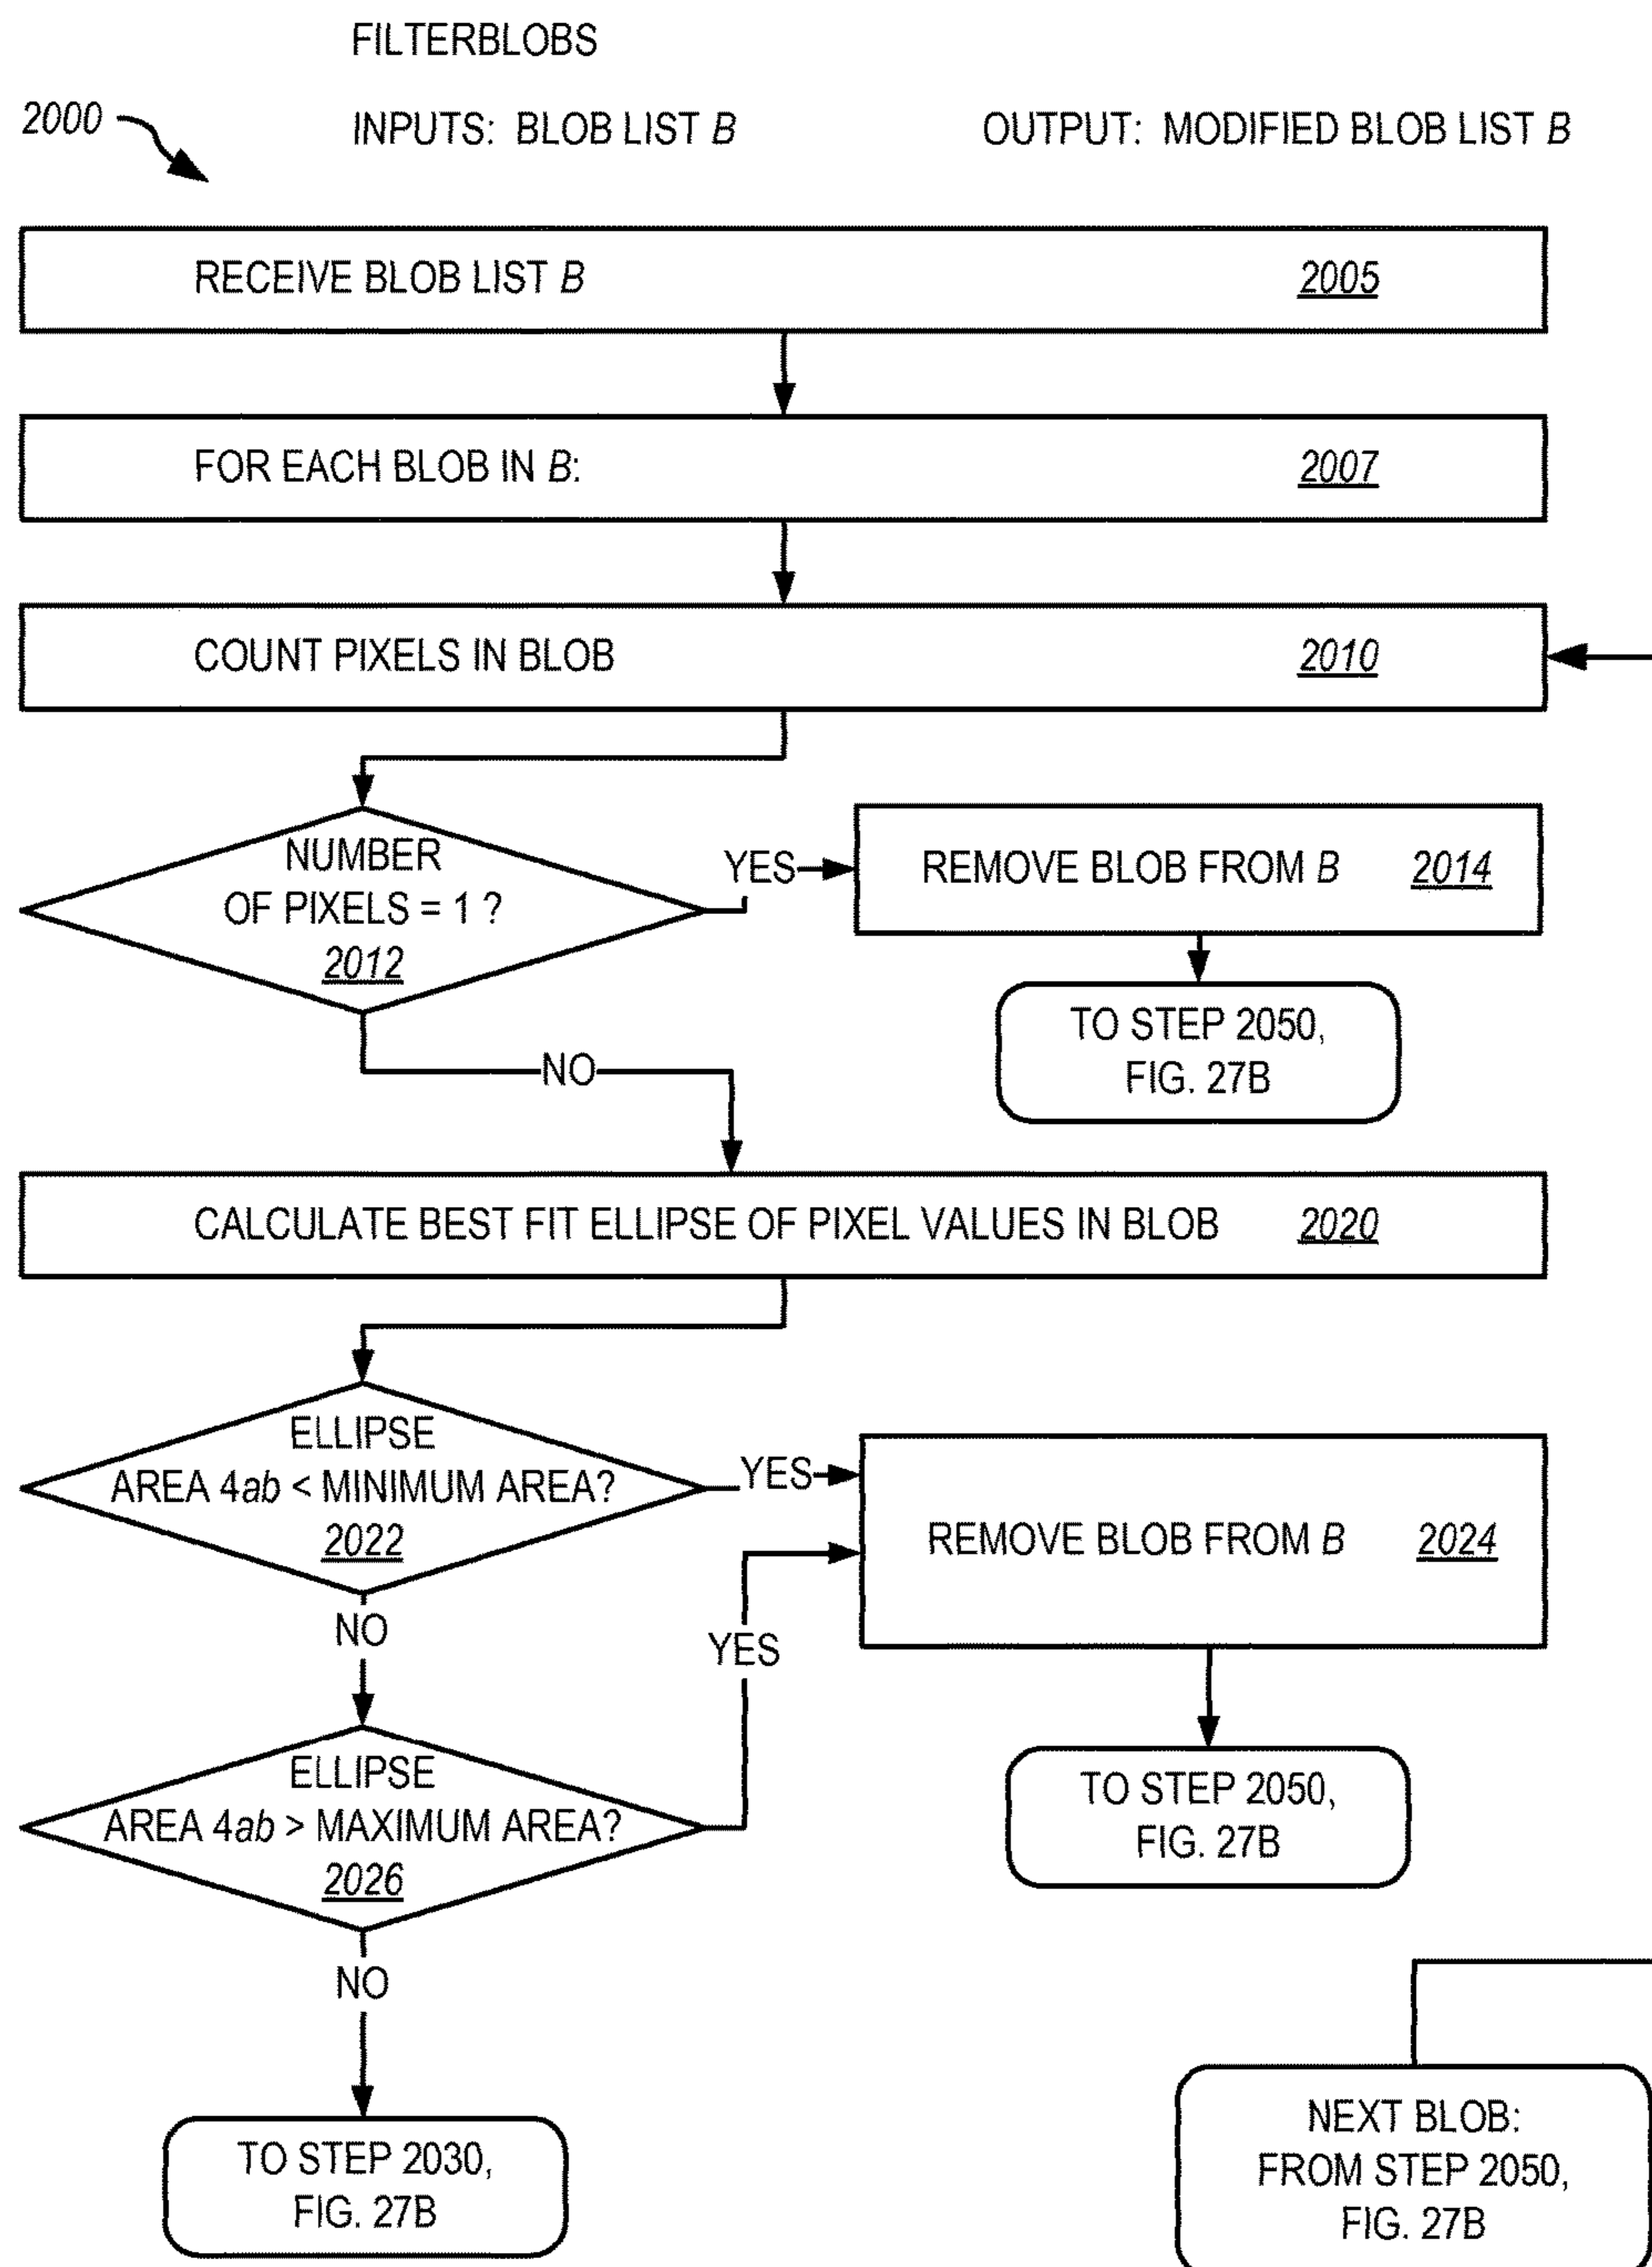 FILTERBLOBS
2000
INPUTS: BLOB LIST B
OUTPUT: MODIFIED BLOB LIST B
RECEIVE BLOB LIST B 2005
FOR EACH BLOB IN B: 2007
COUNT PIXELS IN BLOB 2010
NUMBER
OF PIXELS = 1 ?
2012
YES
REMOVE BLOB FROM B 2014
TO STEP 2050,
FIG. 27B
NO
CALCULATE BEST FIT ELLIPSE OF PIXEL VALUES IN BLOB 2020
ELLIPSE
AREA 4ab < MINIMUM AREA?
2022
YES
REMOVE BLOB FROM B 2024
NO
YES
TO STEP 2050,
FIG. 27B
ELLIPSE
AREA 4ab > MAXIMUM AREA?
2026
NO
TO STEP 2030,
FIG. 27B
NEXT BLOB:
FROM STEP 2050,
FIG. 27B